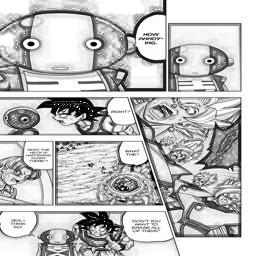 HOW
ANNOY-
ING.
RIGHT?
WHAT THE
HECK IS
HAPPENING
DOWN
THERE?!
WHAT
THE?
YES, I
THINK
SO.
DON'T YOU
WANT TO
ERASE ALL
OF THEM?